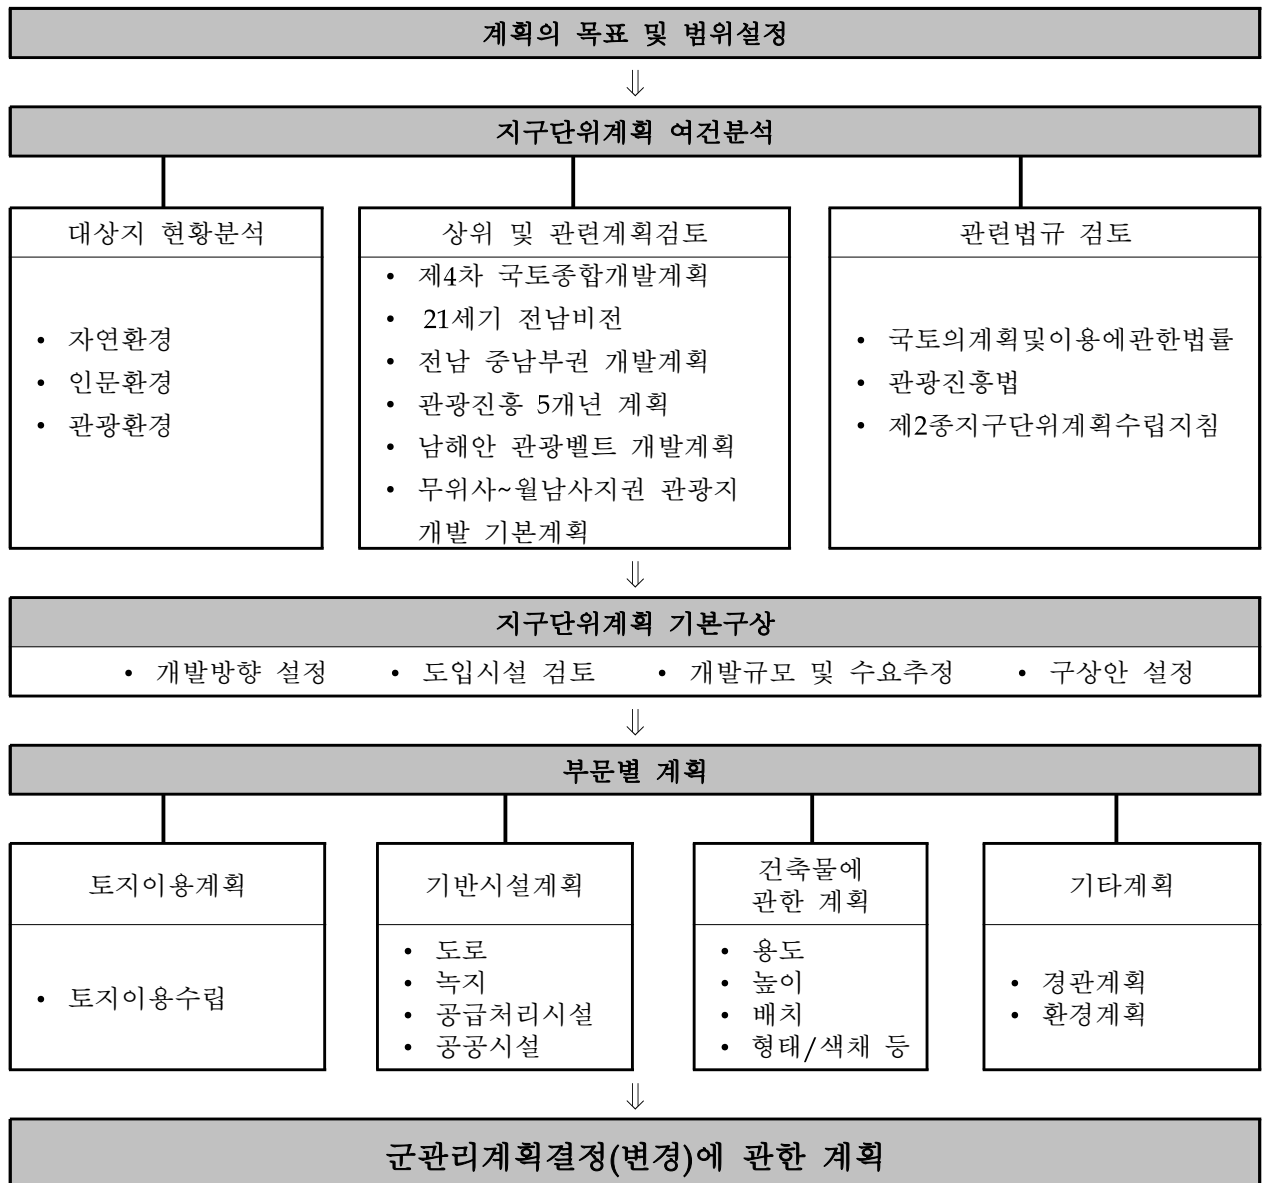 계획의 목표 및 범위설정
⇓
지구단위계획 여건분석
대상지 현황분석
• 자연환경
• 인문환경
• 관광환경
상위 및 관련계획검토
• 제4차 국토종합개발계획
• 21세기 전남비전
• 전남 중남부권 개발계획
• 관광진흥 5개년 계획
• 남해안 관광벨트 개발계획
• 무위사~월남사지권 관광지
개발 기본계획
관련법규 검토
• 국토의계획및이용에관한법률
• 관광진흥법
• 제2종지구단위계획수립지침
⇓
지구단위계획 기본구상
• 개발방향 설정 • 도입시설 검토 • 개발규모 및 수요추정 • 구상안 설정
⇓
부문별 계획
토지이용계획
• 토지이용수립
기반시설계획
• 도로
• 녹지
• 공급처리시설
• 공공시설
건축물에
관한 계획
• 용도
• 높이
• 배치
• 형태/색채 등
기타계획
• 경관계획
• 환경계획
⇓
군관리계획결정(변경)에 관한 계획